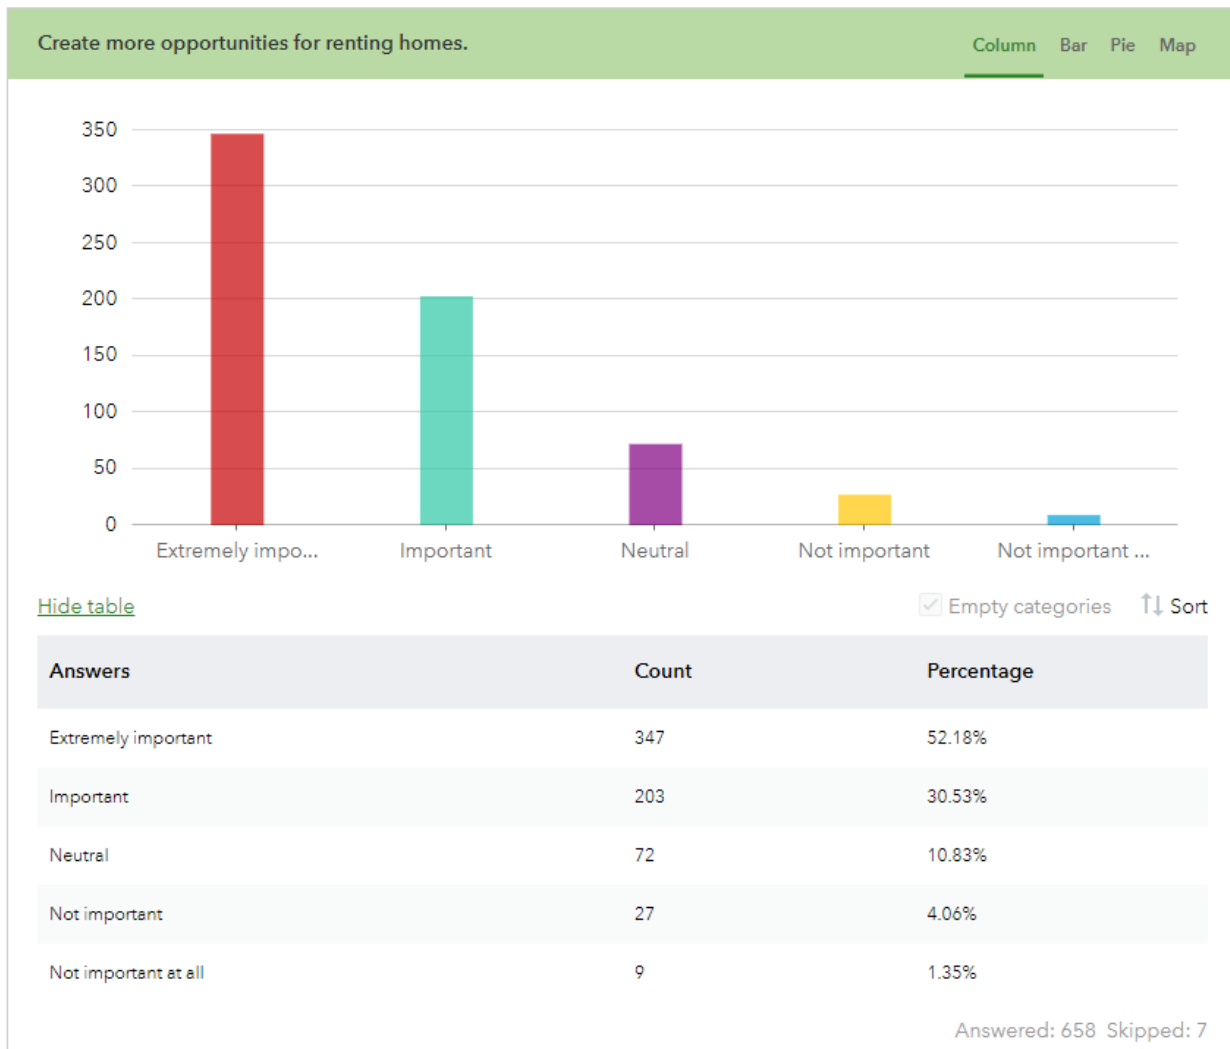 Create more opportunities for renting homes.
Column Bar Pie Map
350
300
250
200
150
100
50
0
Extremely impo... Important Neutral Not important Not important ...
Hide table
Empty categories Sort
Answers Count Percentage
Extremely important 347 52.18%
Important 203 30.53%
Neutral 72 10.83%
Not important 27 4.06%
Not important at all 9 1.35%
Answered: 658 Skipped: 7